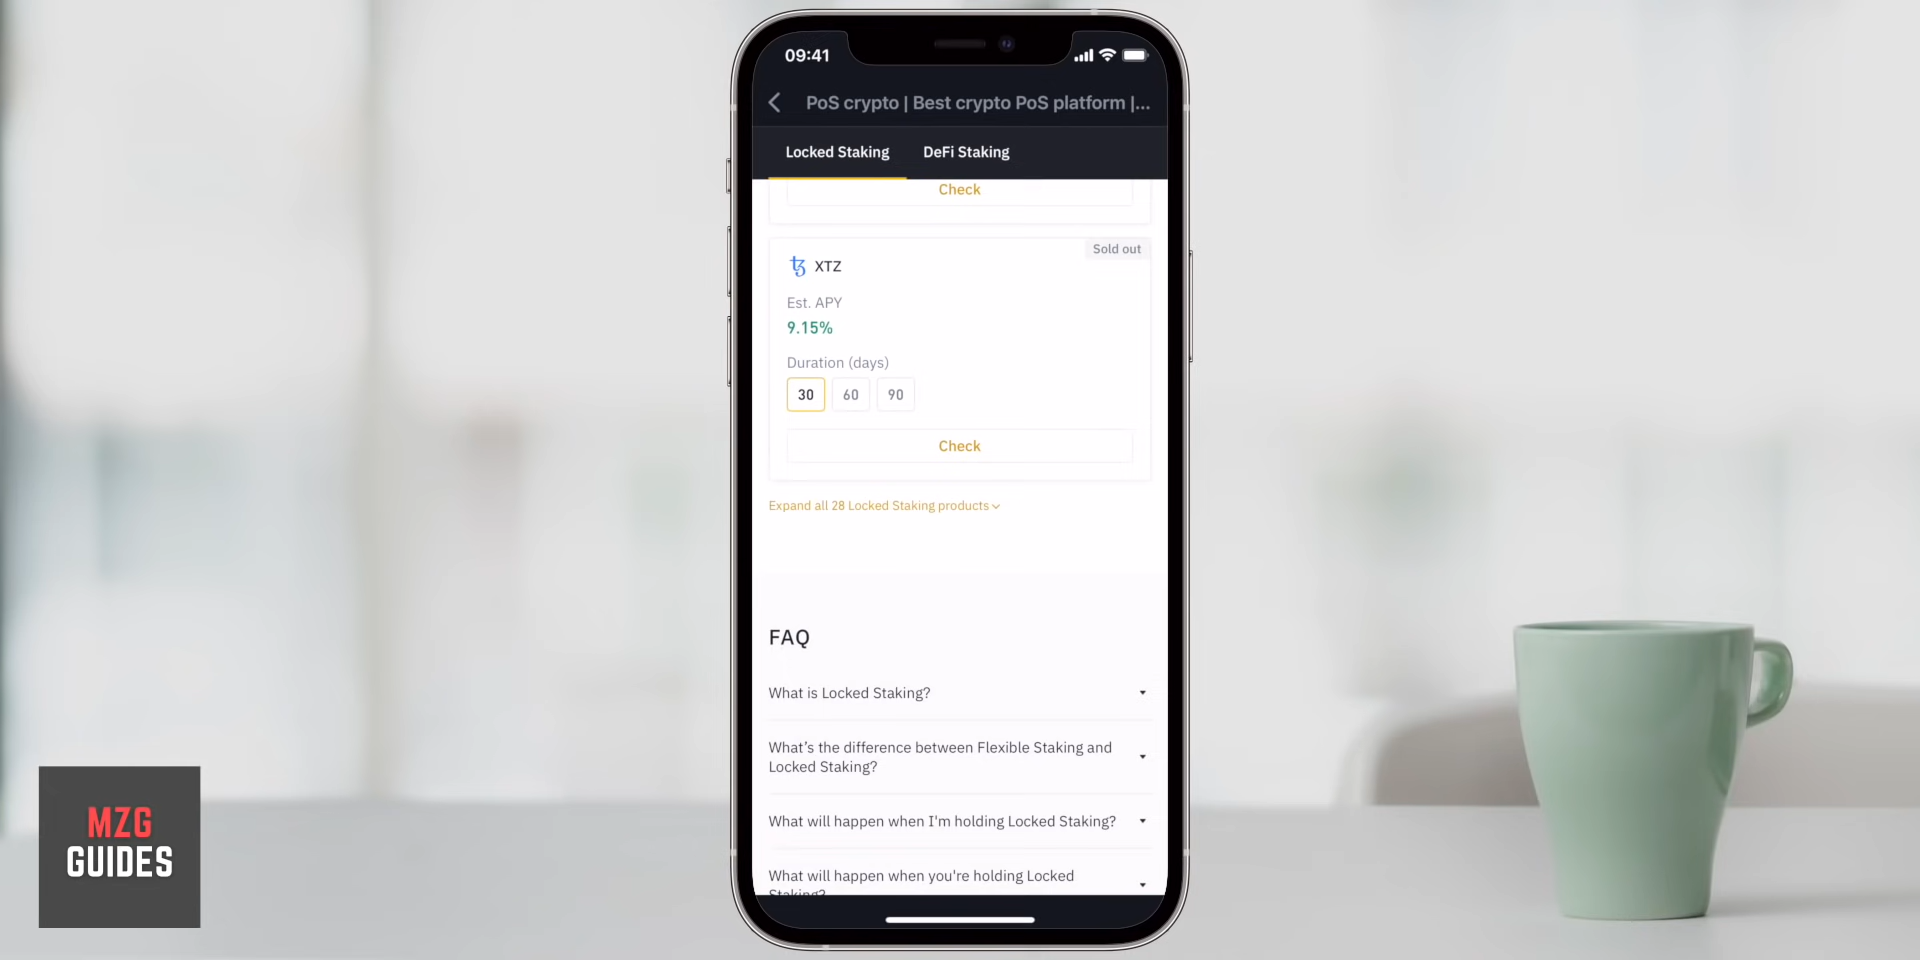 09:41
PoS crypto | Best crypto PoS platform |...
Locked Staking
DeFi Staking
Check
Sold out
XTZ
Est. APY
9.15%
Duration (days)
30 60 90
Check
Expand all 28 Locked Staking products
FAQ
What is Locked Staking?
What's the difference between Flexible Staking and
Locked Staking?
What will happen when I'm holding Locked Staking?
What will happen when you're holding Locked
Staking?
MZG
GUIDES